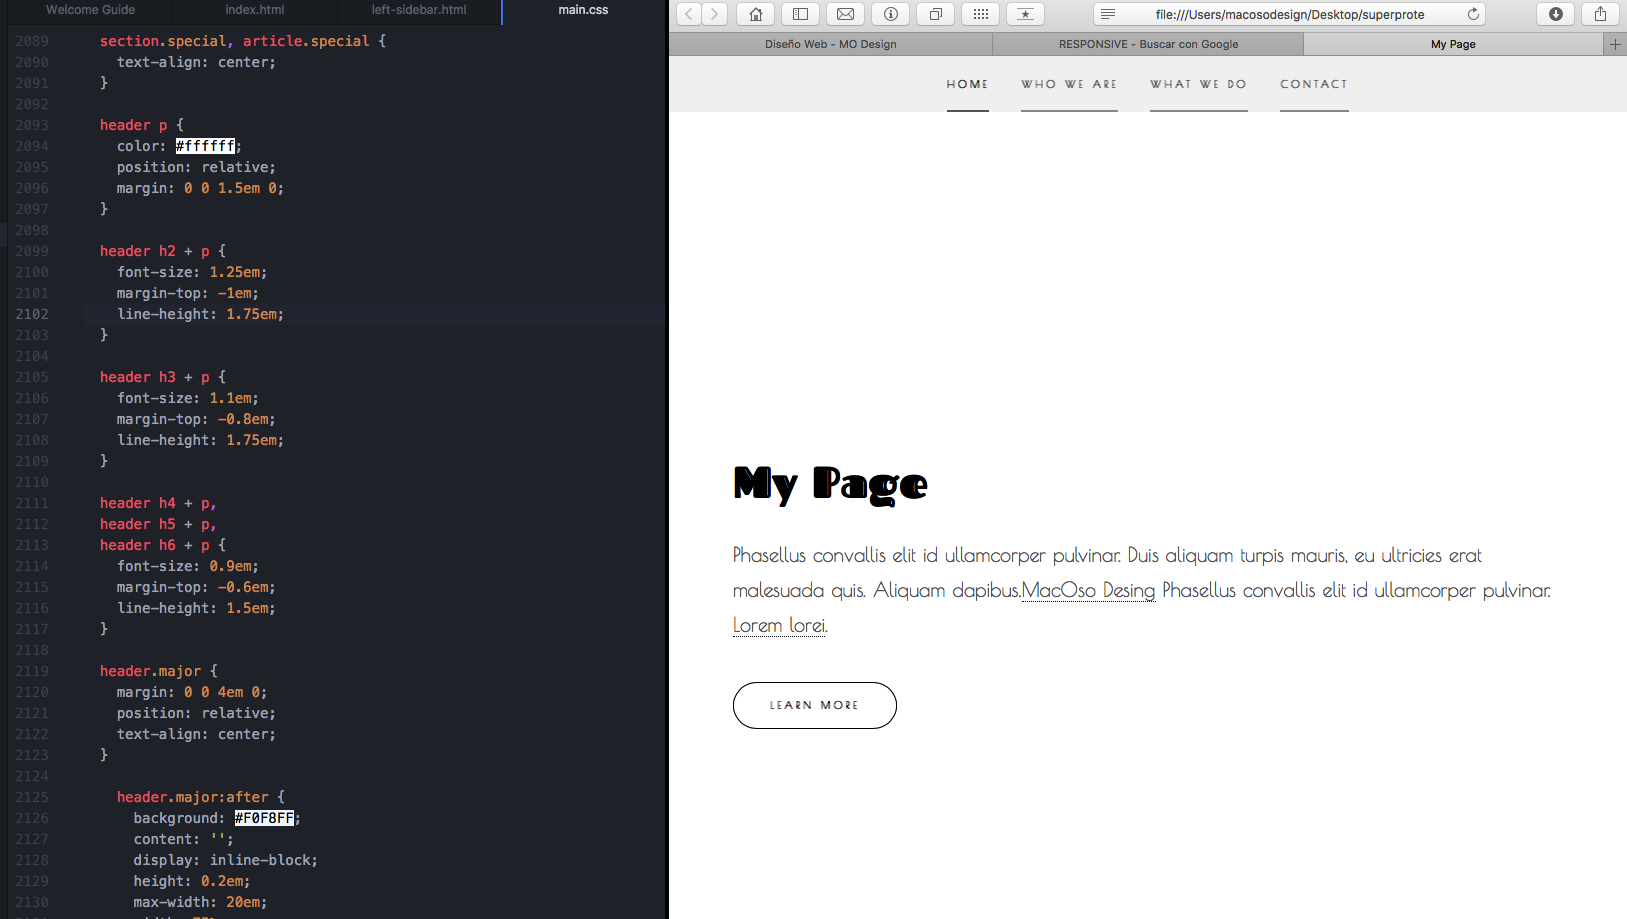 Welcome Guide
index.html
left-sidebar.html
main.css
2089 section.special, article.special {
2090 text-align: center;
2091 }
2092
2093 header p {
2094 color: #ffffff;
2095 position: relative;
2096 margin: 0 0 1.5em 0;
2097 }
2098
2099 header h2 + p {
2100 font-size: 1.25em;
2101 margin-top: -1em;
2102 line-height: 1.75em;
2103 }
2104
2105 header h3 + p {
2106 font-size: 1.1em;
2107 margin-top: -0.8em;
2108 line-height: 1.75em;
2109 }
2110
2111 header h4 + p,
2112 header h5 + p,
2113 header h6 + p {
2114 font-size: 0.9em;
2115 margin-top: -0.6em;
2116 line-height: 1.5em;
2117 }
2118
2119 header.major {
2120 margin: 0 0 4em 0;
2121 position: relative;
2122 text-align: center;
2123 }
2124
2125 header.major:after {
2126 background: #F0F8FF;
2127 content: '';
2128 display: inline-block;
2129 height: 0.2em;
2130 max-width: 20em;
file:///Users/macosodesign/Desktop/superprote
Diseño Web - MO Design
RESPONSIVE - Buscar con Google
My Page
HOME
WHO WE ARE
WHAT WE DO
CONTACT
My Page
Phasellus convallis elit id ullamcorper pulvinar. Duis aliquam turpis mauris, eu ultricies erat
malesuada quis. Aliquam dapibus.MacOso Desing Phasellus convallis elit id ullamcorper pulvinar.
Lorem lorei.
LEARN MORE